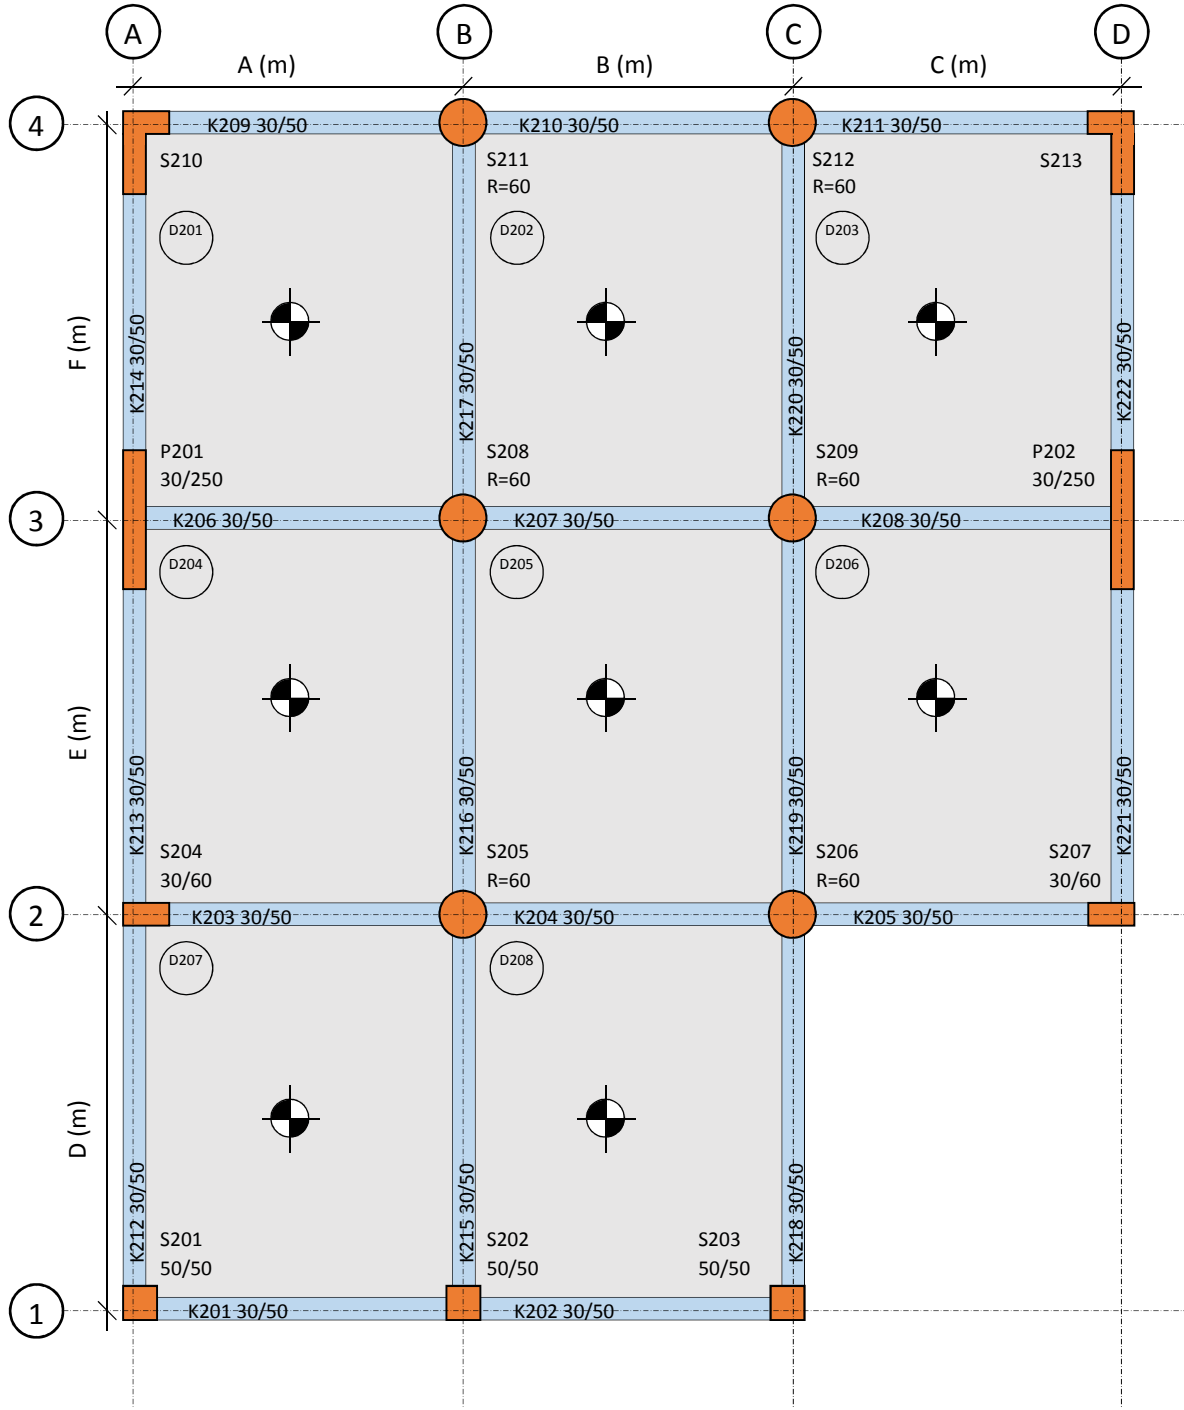 A
B
C
D
A (m)
B (m)
C (m)
4
K209 30/50
K210 30/50
K211 30/50
S210
S211
R=60
S212
R=60
S213
D201
D202
D203
F (m)
K214 30/50
K217 30/50
K220 30/50
K222 30/50
P201
30/250
S208
R=60
S209
R=60
P202
30/250
3
K206 30/50
K207 30/50
K208 30/50
D204
D205
D206
E (m)
K213 30/50
K216 30/50
K219 30/50
K221 30/50
S204
30/60
S205
R=60
S206
R=60
S207
30/60
2
K203 30/50
K204 30/50
K205 30/50
D207
D208
D (m)
K212 30/50
K215 30/50
K218 30/50
S201
50/50
S202
50/50
S203
50/50
1
K201 30/50
K202 30/50